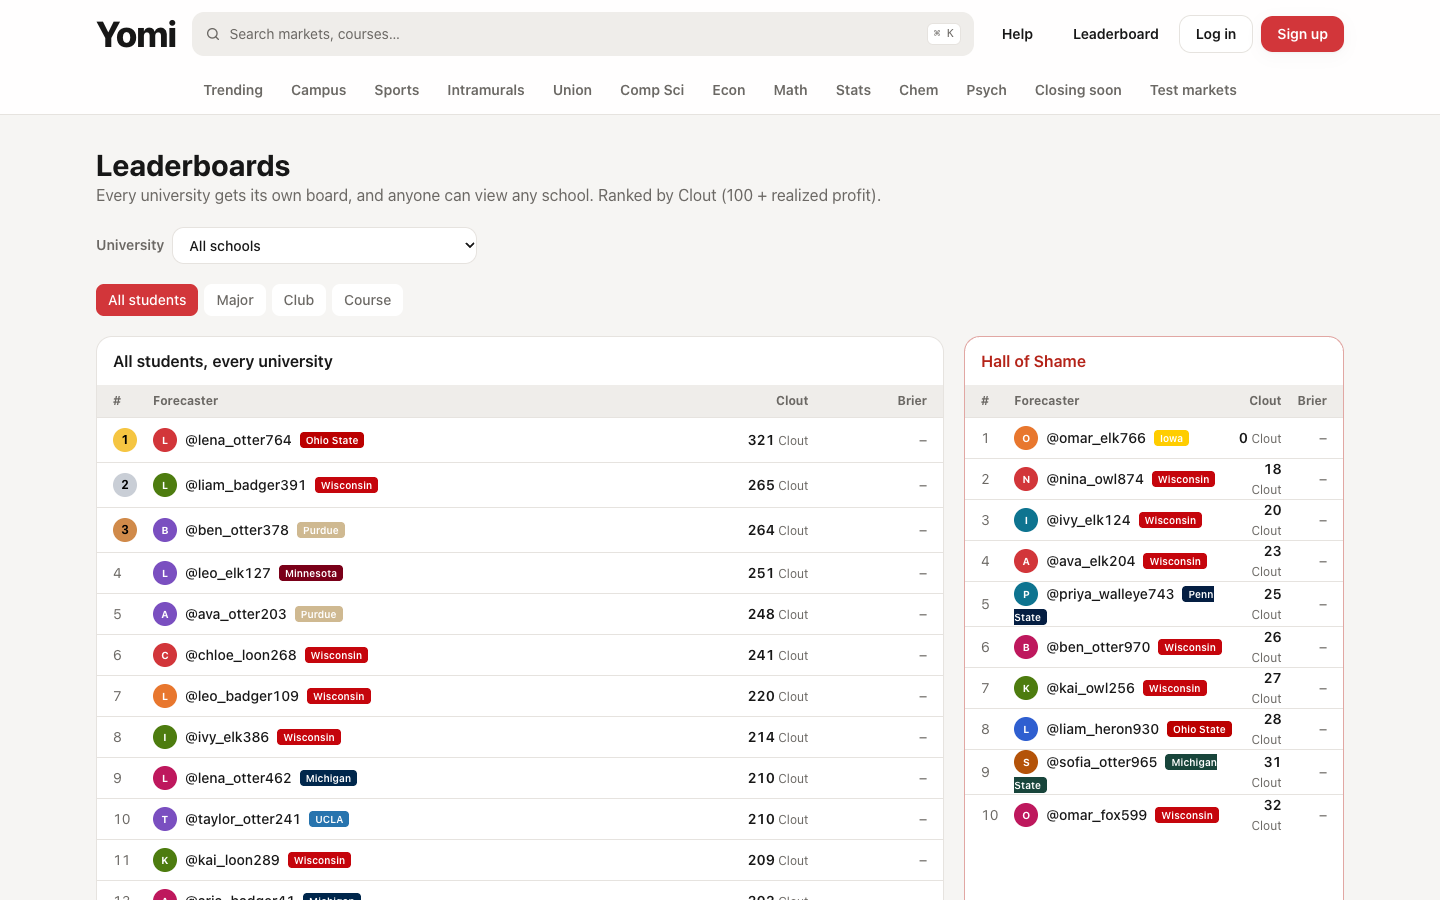 Yomi
Search markets, courses...
⌘ K
Help
Leaderboard
Log in
Sign up
Trending Campus Sports Intramurals Union Comp Sci Econ Math Stats Chem Psych Closing soon Test markets
Leaderboards
Every university gets its own board, and anyone can view any school. Ranked by Clout (100 + realized profit).
University All schools
All students Major Club Course
All students, every university
# Forecaster Clout Brier
1 L @lena_otter764 Ohio State 321 Clout –
2 L @liam_badger391 Wisconsin 265 Clout –
3 B @ben_otter378 Purdue 264 Clout –
4 L @leo_elk127 Minnesota 251 Clout –
5 A @ava_otter203 Purdue 248 Clout –
6 C @chloe_loon268 Wisconsin 241 Clout –
7 L @leo_badger109 Wisconsin 220 Clout –
8 I @ivy_elk386 Wisconsin 214 Clout –
9 L @lena_otter462 Michigan 210 Clout –
10 T @taylor_otter241 UCLA 210 Clout –
11 K @kai_loon289 Wisconsin 209 Clout –
Hall of Shame
# Forecaster Clout Brier
1 O @omar_elk766 Iowa 0 Clout –
2 N @nina_owl874 Wisconsin 18 Clout –
3 I @ivy_elk124 Wisconsin 20 Clout –
4 A @ava_elk204 Wisconsin 23 Clout –
5 P @priya_walleye743 Penn State 25 Clout –
6 B @ben_otter970 Wisconsin 26 Clout –
7 K @kai_owl256 Wisconsin 27 Clout –
8 L @liam_heron930 Ohio State 28 Clout –
9 S @sofia_otter965 Michigan State 31 Clout –
10 O @omar_fox599 Wisconsin 32 Clout –